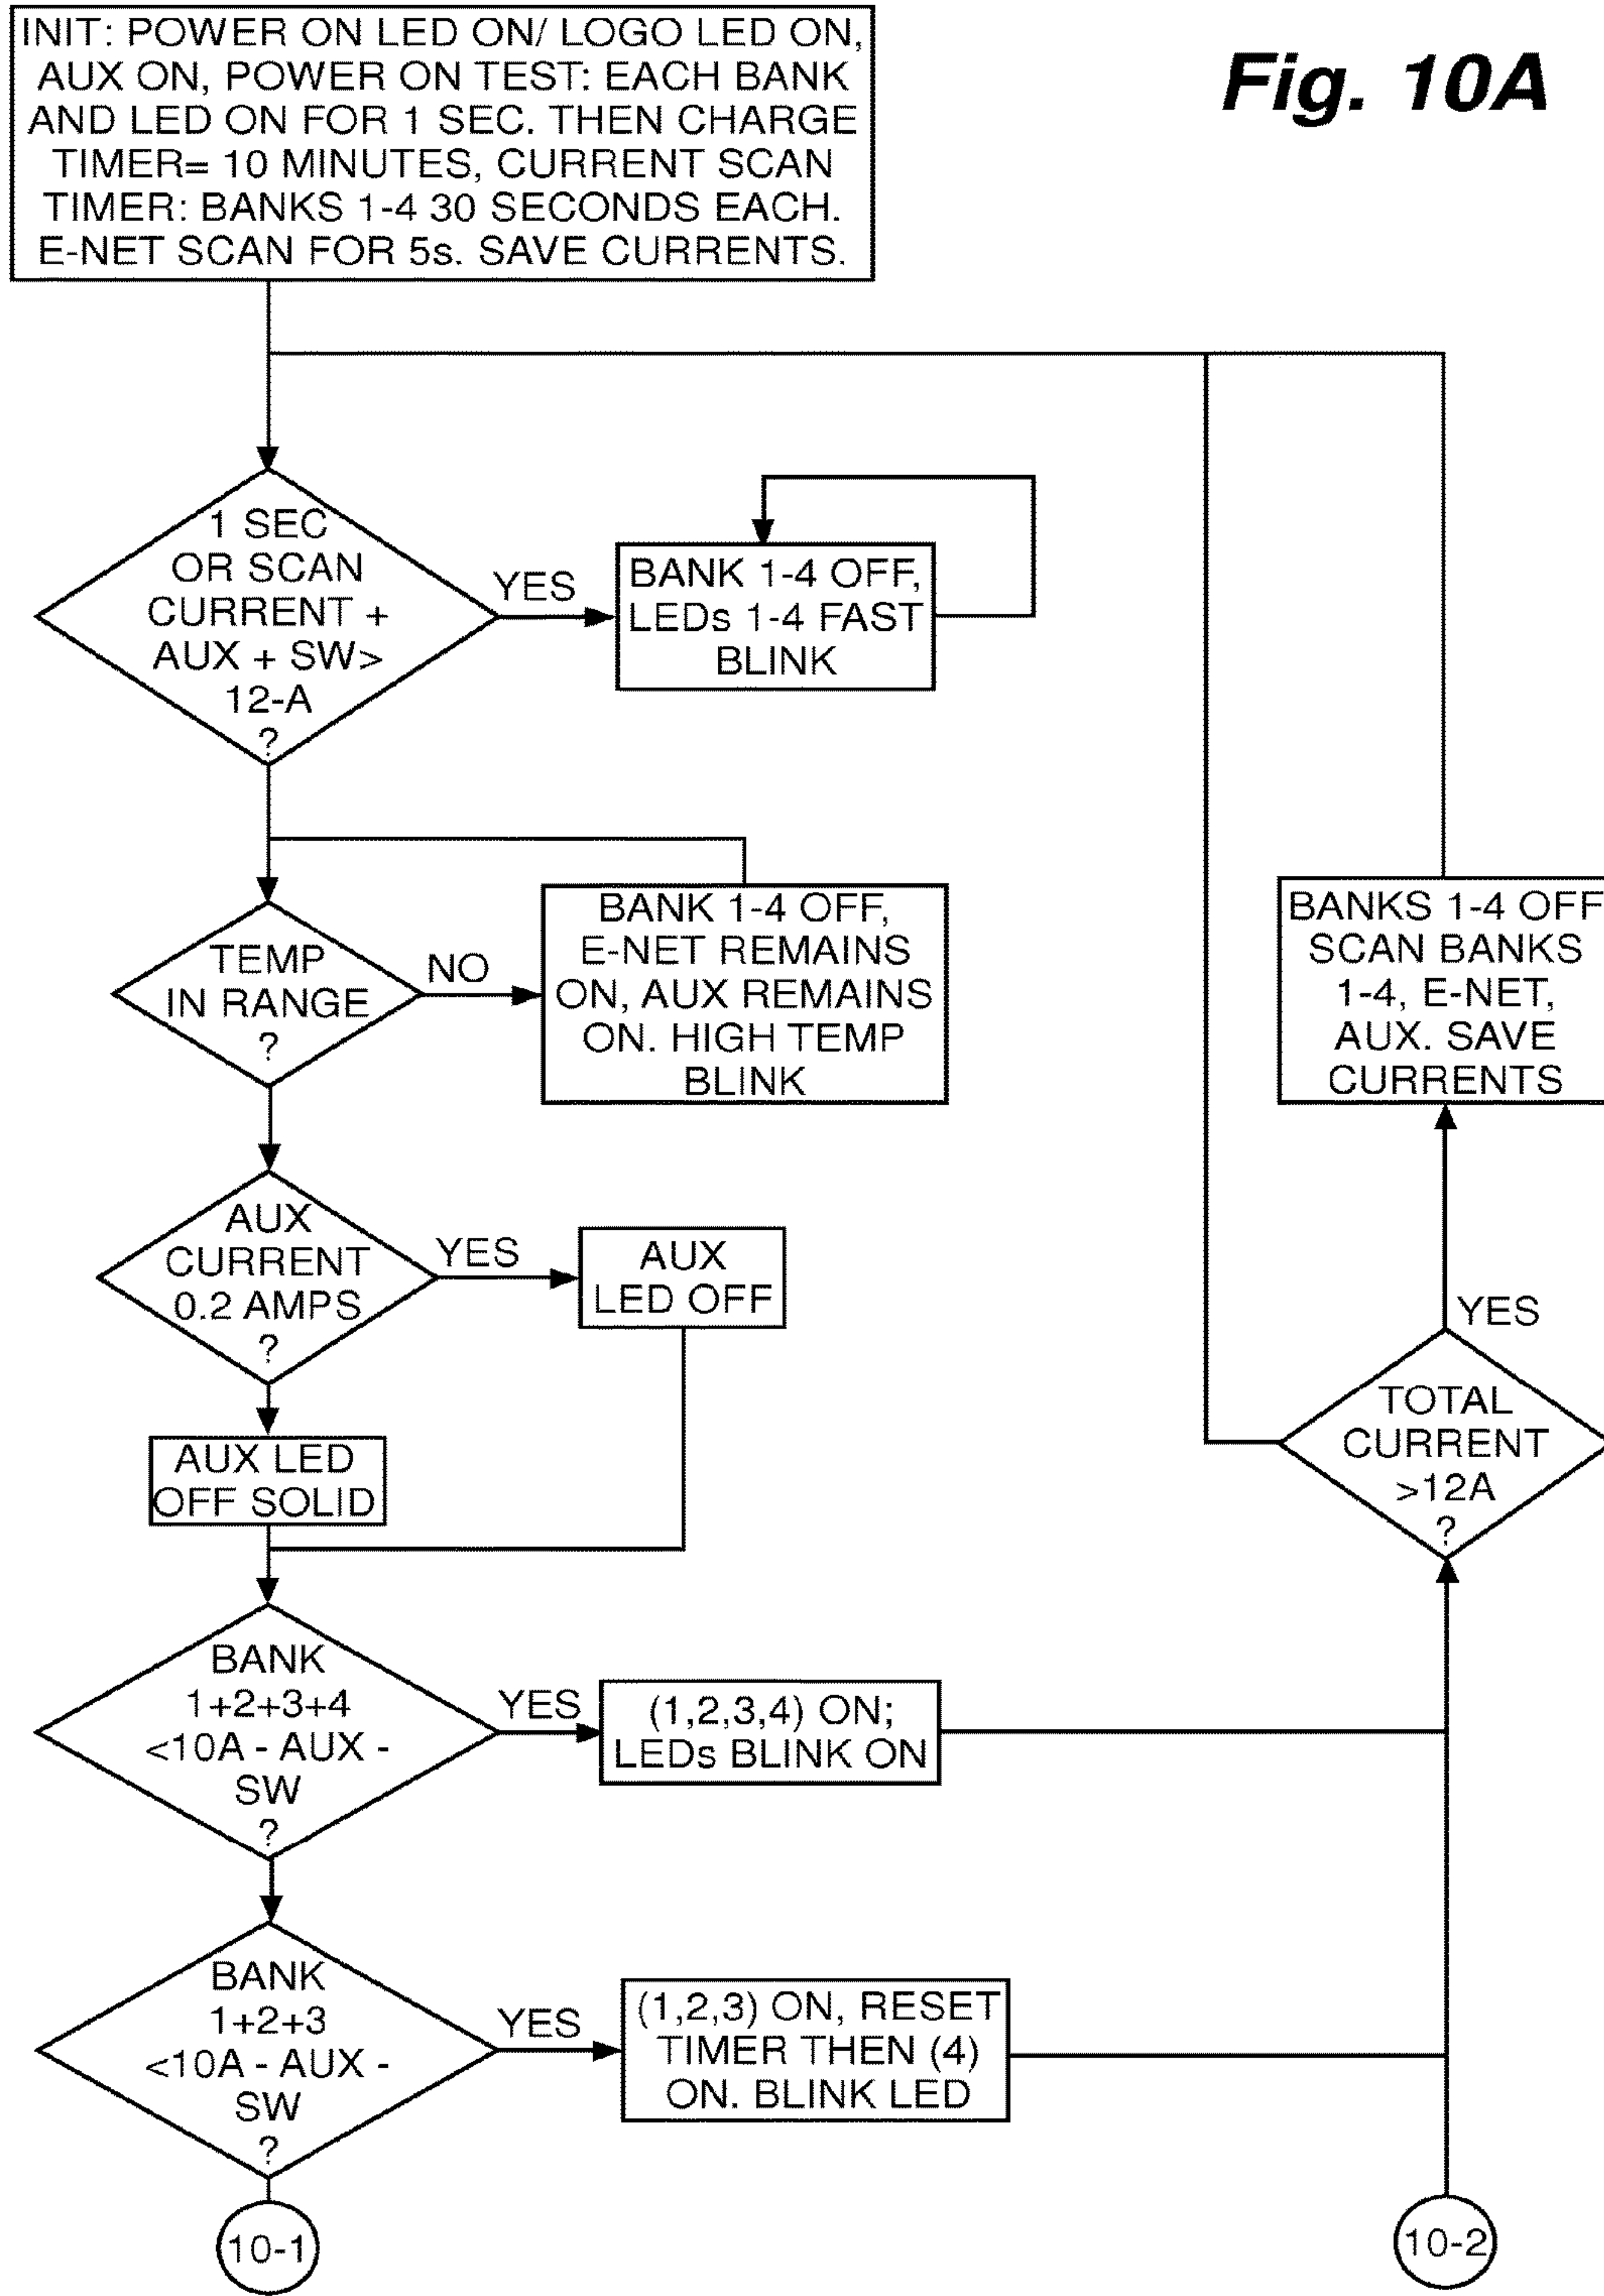 INIT: POWER ON LED ON/ LOGO LED ON,
AUX ON, POWER ON TEST: EACH BANK
AND LED ON FOR 1 SEC. THEN CHARGE
TIMER= 10 MINUTES, CURRENT SCAN
TIMER: BANKS 1-4 30 SECONDS EACH.
E-NET SCAN FOR 5s. SAVE CURRENTS.
Fig. 10A
1 SEC
OR SCAN
CURRENT +
AUX + SW>
12-A
?
YES
BANK 1-4 OFF,
LEDs 1-4 FAST
BLINK
TEMP
IN RANGE
?
NO
BANK 1-4 OFF,
E-NET REMAINS
ON, AUX REMAINS
ON. HIGH TEMP
BLINK
BANKS 1-4 OFF
SCAN BANKS
1-4, E-NET,
AUX. SAVE
CURRENTS
AUX
CURRENT
0.2 AMPS
?
YES
AUX
LED OFF
YES
TOTAL
CURRENT
>12A
?
AUX LED
OFF SOLID
BANK
1+2+3+4
<10A - AUX -
SW
?
YES
(1,2,3,4) ON;
LEDs BLINK ON
BANK
1+2+3
<10A - AUX -
SW
?
YES
(1,2,3) ON, RESET
TIMER THEN (4)
ON. BLINK LED
10-1
10-2